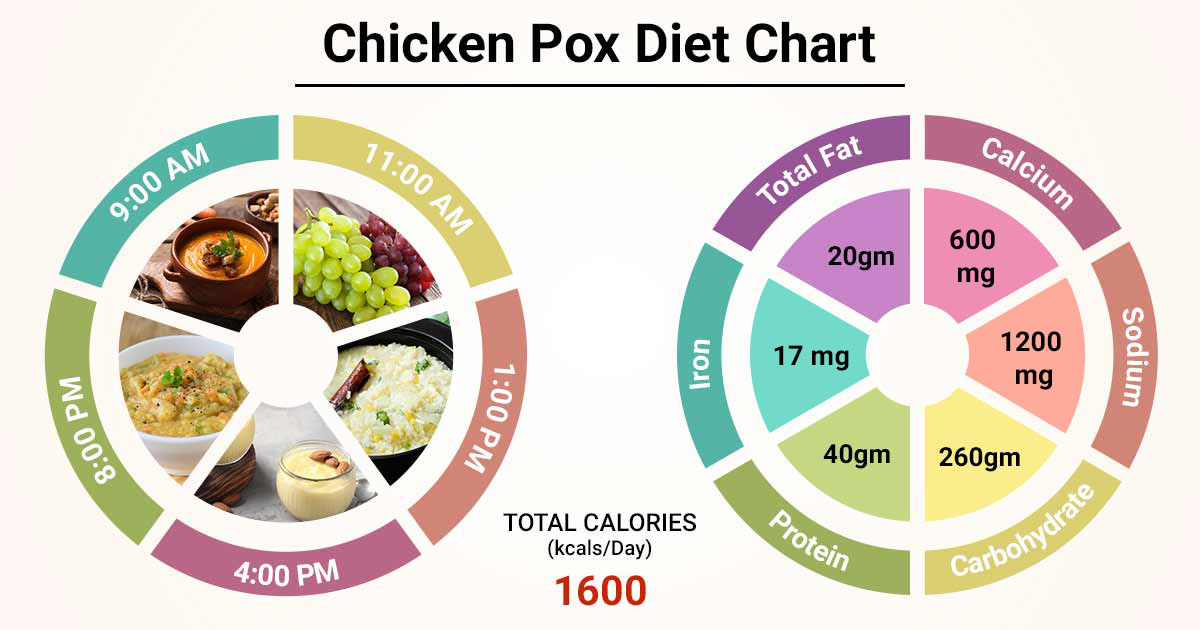 Chicken Pox Diet Chart
9:00 AM
11:00 AM
1:00 PM
4:00 PM
8:00 PM
TOTAL CALORIES
(kcals/Day)
1600
Total Fat
20gm
Calcium
600
mg
Sodium
1200
mg
Carbohydrate
260gm
Protein
40gm
Iron
17 mg